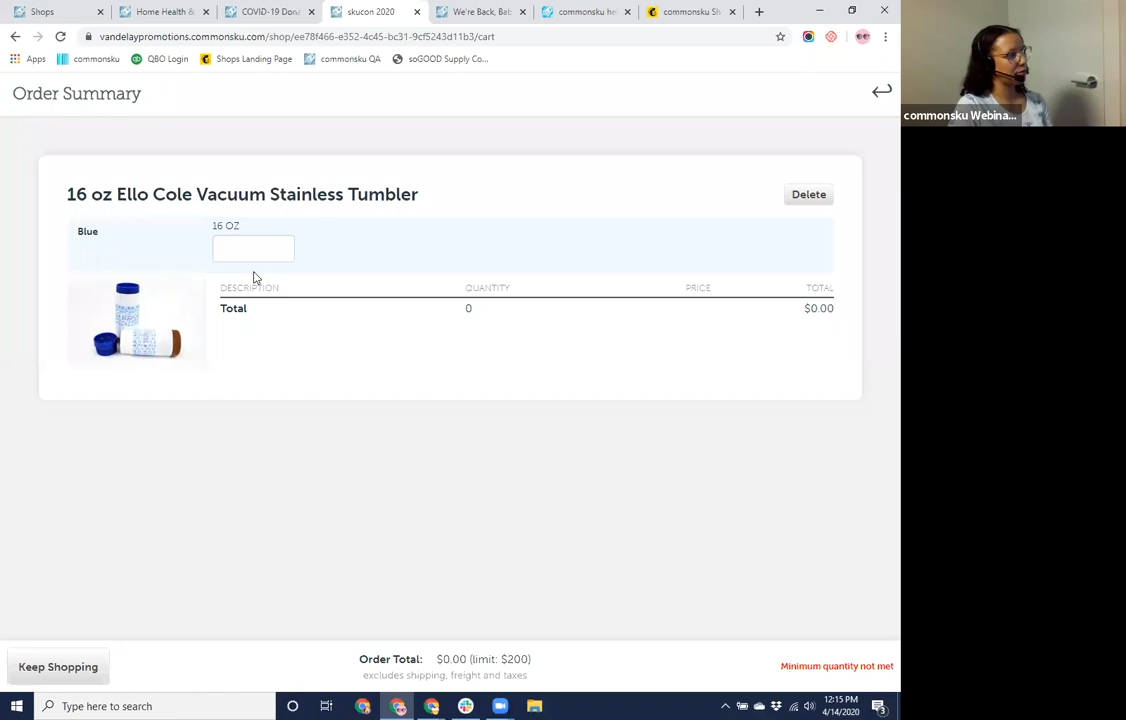 Shops
Home Health &
COVID-19 Dona
skucon 2020
We're Back, Bab
commonsku he
commonsku Sh
vandelaypromotions.commonsku.com/shop/ee78f466-e352-4c45-bc31-9cf5243d11b3/cart
Apps
commonsku
QBO Login
Shops Landing Page
commonsku QA
soGOOD Supply Co...
commonsku Webina...
Order Summary
16 oz Ello Cole Vacuum Stainless Tumbler
Delete
Blue
16 OZ
DESCRIPTION QUANTITY PRICE TOTAL
Total 0 $0.00
Keep Shopping
Order Total: $0.00 (limit: $200)
excludes shipping, freight and taxes
Minimum quantity not met
Type here to search
12:15 PM
4/14/2020
3